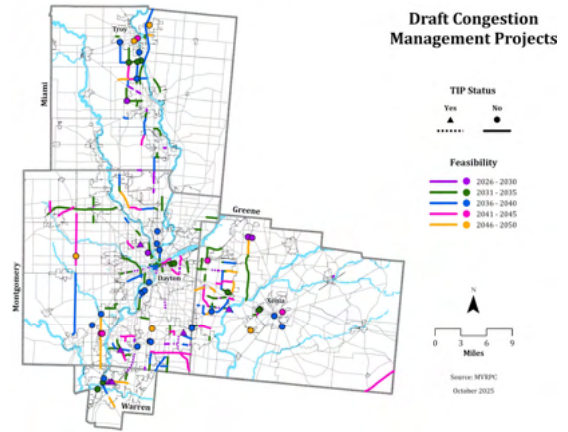 Draft Congestion
Management Projects
TIP Status
Yes
No
Feasibility
2026 - 2030
2031 - 2035
2036 - 2040
2041 - 2045
2046 - 2050
N
0 3 6 9
Miles
Source: MVRPC
October 2025
Troy
Miami
Greene
Montgomery
Dayton
Xenia
Warren